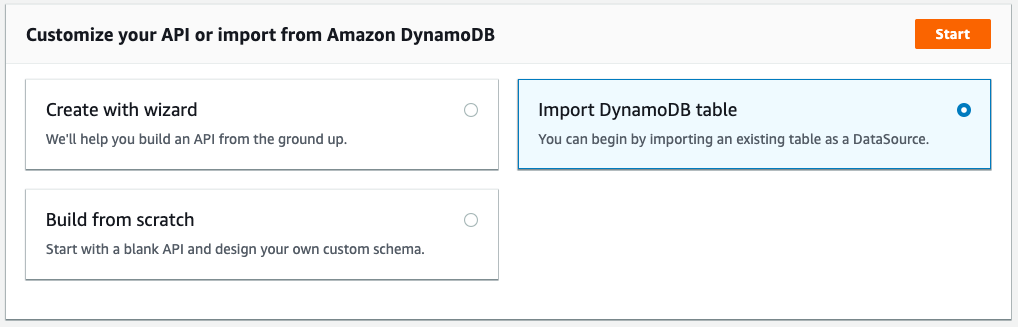 Customize your API or import from Amazon DynamoDB
Start
Create with wizard
We'll help you build an API from the ground up.
Import DynamoDB table
You can begin by importing an existing table as a DataSource.
Build from scratch
Start with a blank API and design your own custom schema.